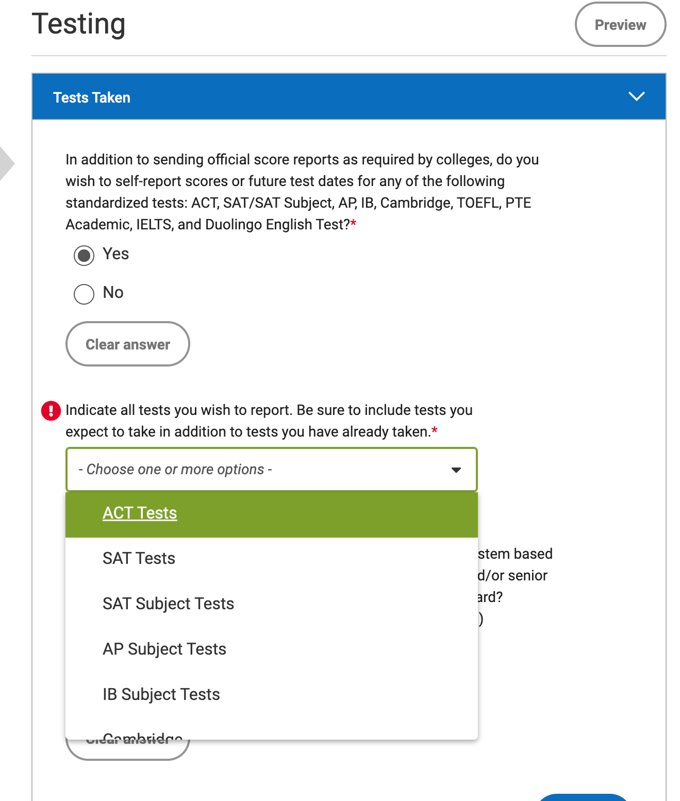 Testing
Preview
Tests Taken
In addition to sending official score reports as required by colleges, do you
wish to self-report scores or future test dates for any of the following
standardized tests: ACT, SAT/SAT Subject, AP, IB, Cambridge, TOEFL, PTE
Academic, IELTS, and Duolingo English Test?*
Yes
No
Clear answer
Indicate all tests you wish to report. Be sure to include tests you
expect to take in addition to tests you have already taken.*
- Choose one or more options -
ACT Tests
SAT Tests
stem based
d/or senior
SAT Subject Tests
ard?
)
AP Subject Tests
IB Subject Tests
Cambridge